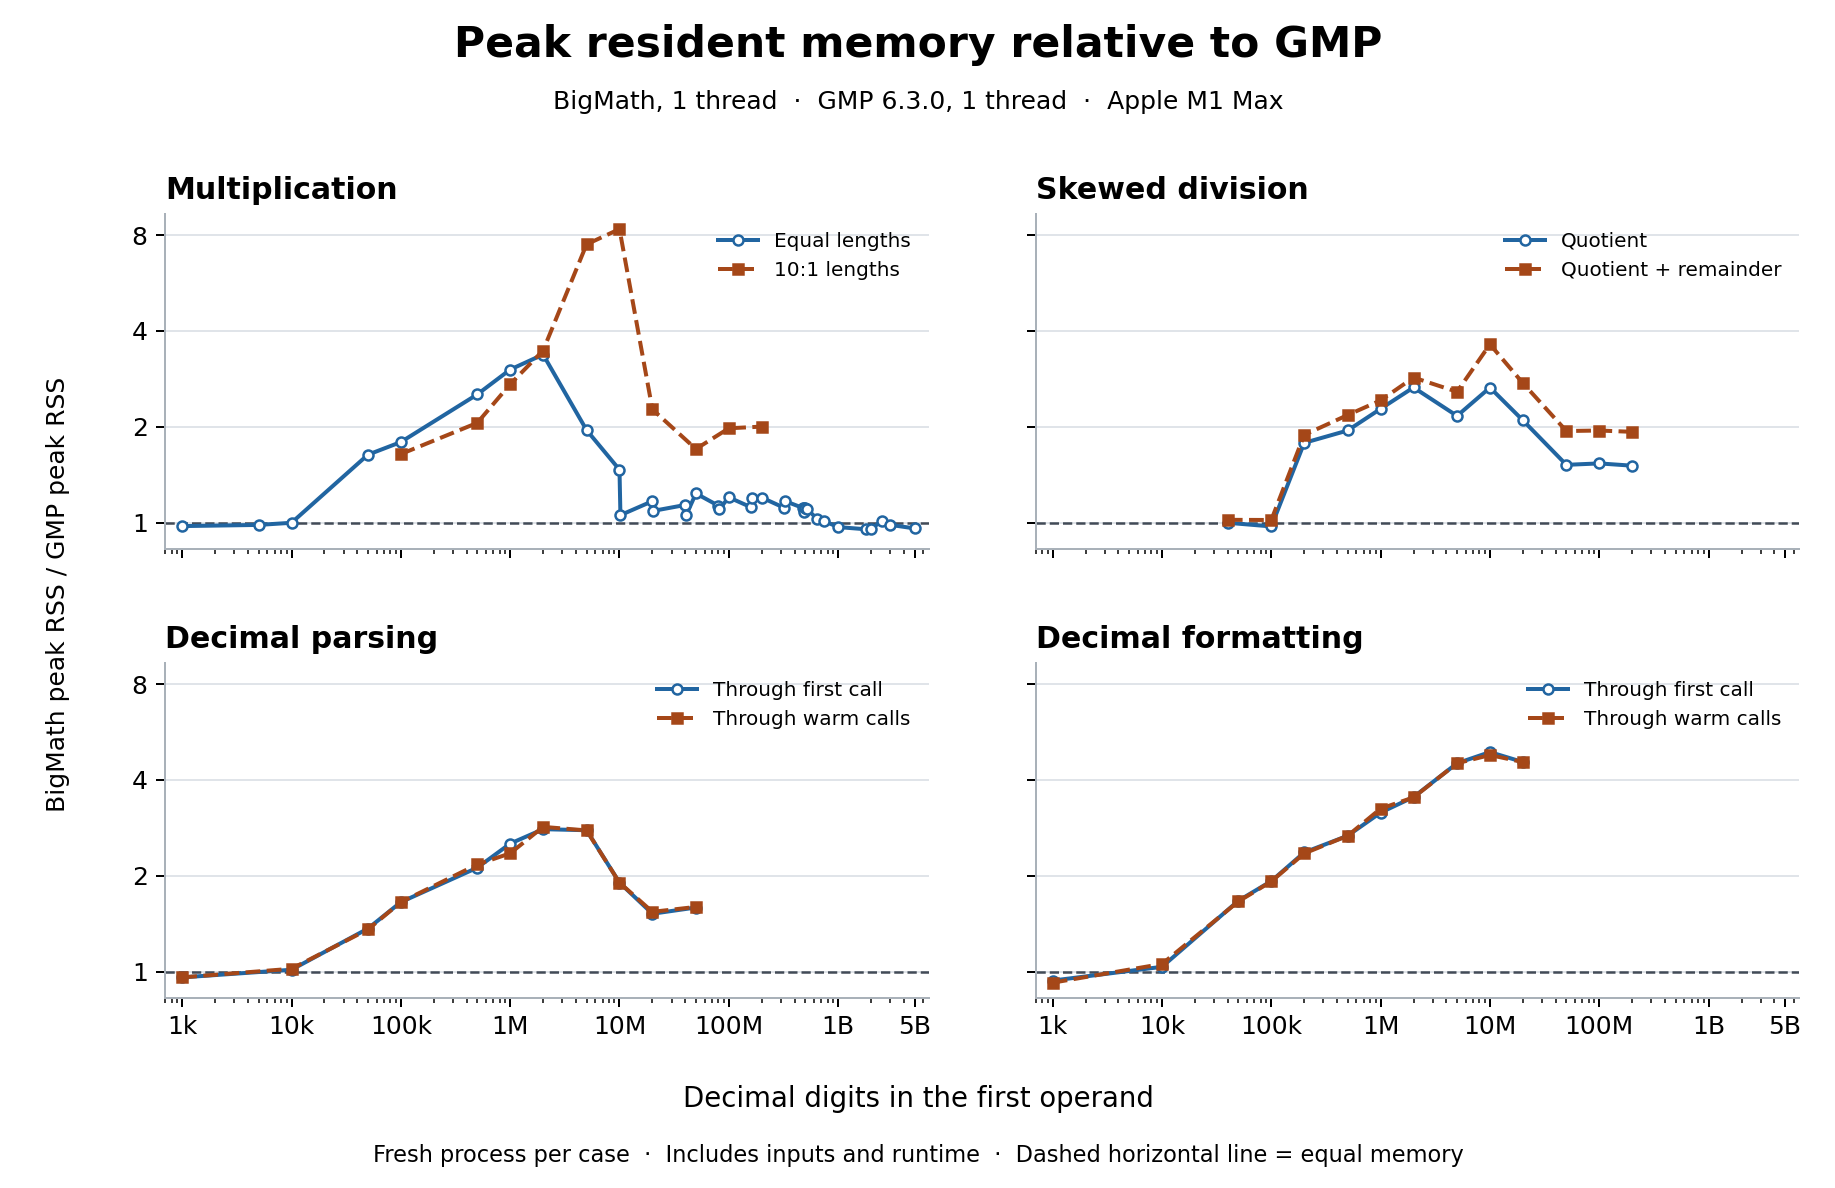 Peak resident memory relative to GMP
BigMath, 1 thread · GMP 6.3.0, 1 thread · Apple M1 Max
Multiplication
Equal lengths
10:1 lengths
8
4
2
1
Skewed division
Quotient
Quotient + remainder
BigMath peak RSS / GMP peak RSS
Decimal parsing
Through first call
Through warm calls
8
4
2
1
1k 10k 100k 1M 10M 100M 1B 5B
Decimal formatting
Through first call
Through warm calls
1k 10k 100k 1M 10M 100M 1B 5B
Decimal digits in the first operand
Fresh process per case · Includes inputs and runtime · Dashed horizontal line = equal memory